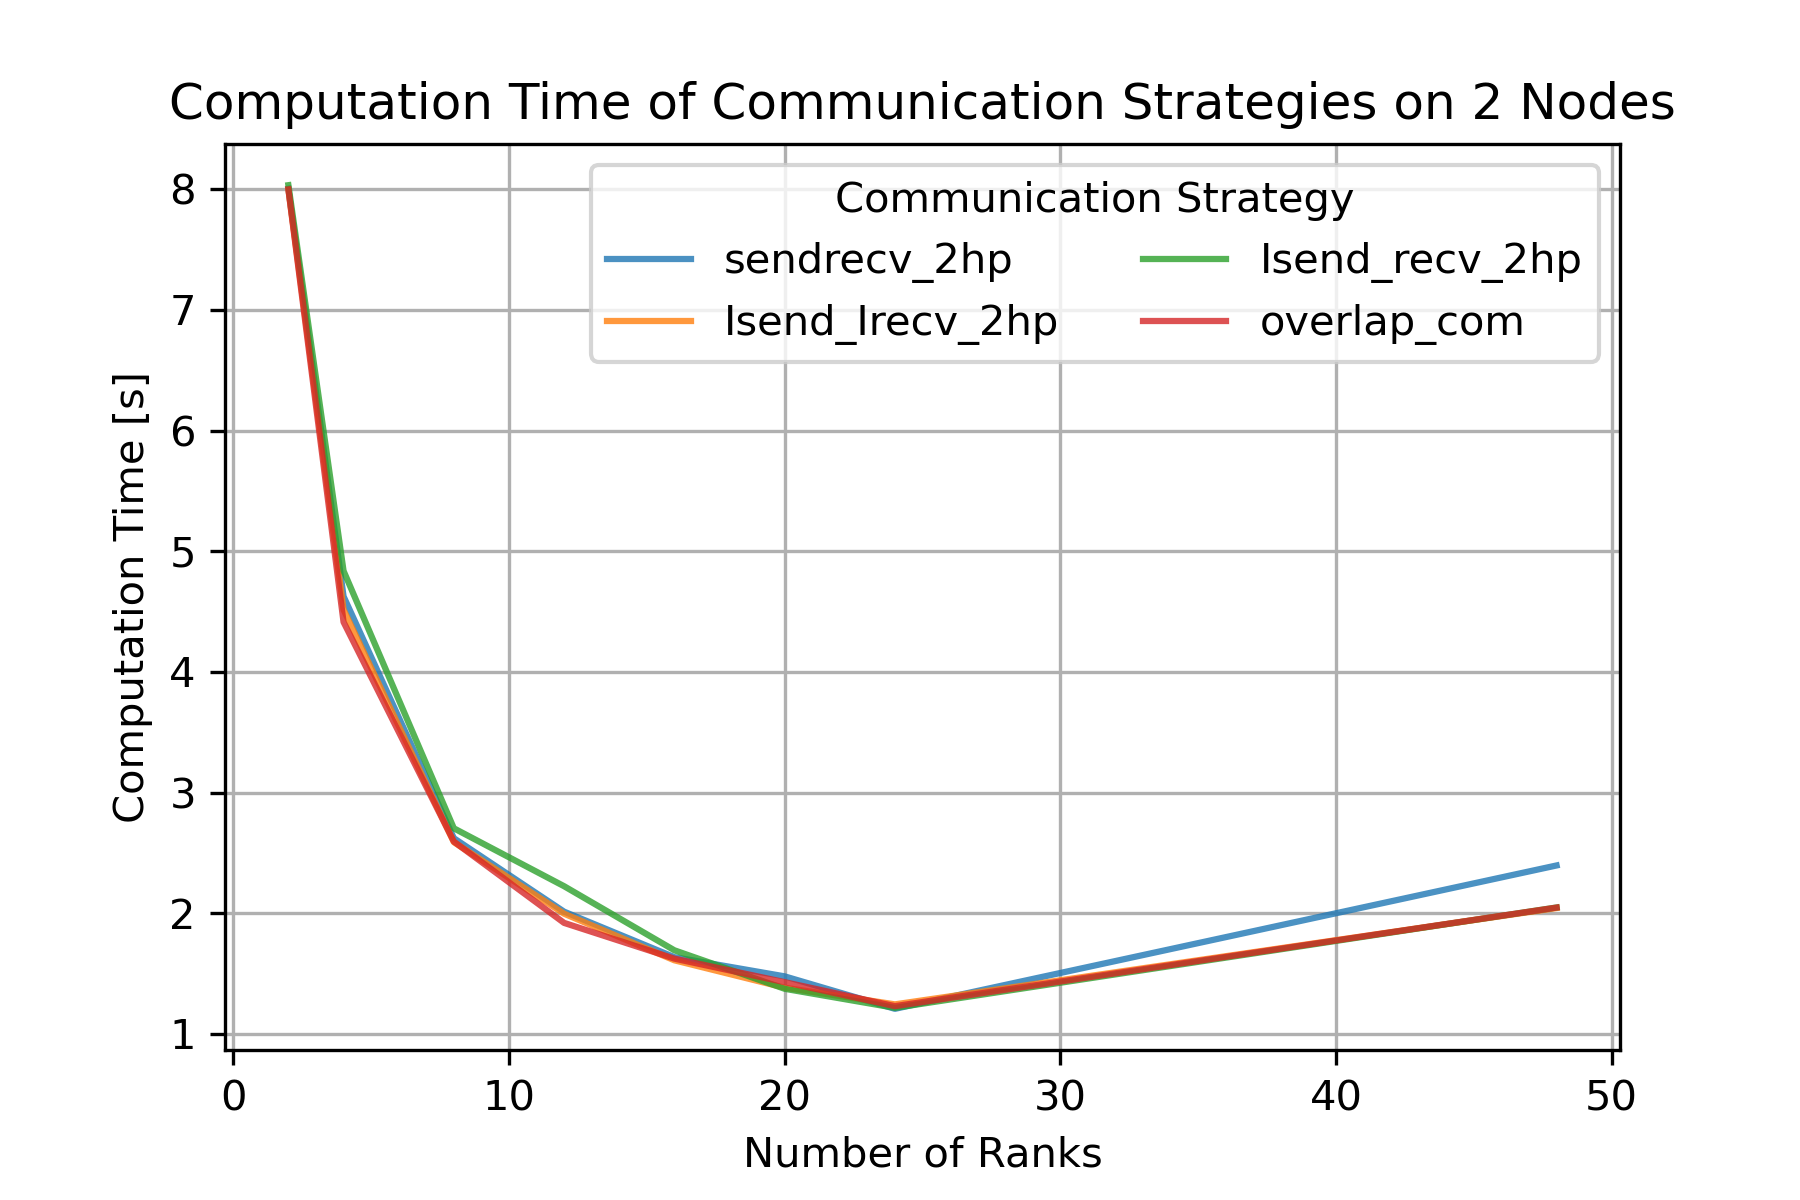 Computation Time of Communication Strategies on 2 Nodes
Communication Strategy
sendrecv_2hp
Isend_Irecv_2hp
Isend_recv_2hp
overlap_com
Computation Time [s]
8
7
6
5
4
3
2
1
0 10 20 30 40 50
Number of Ranks